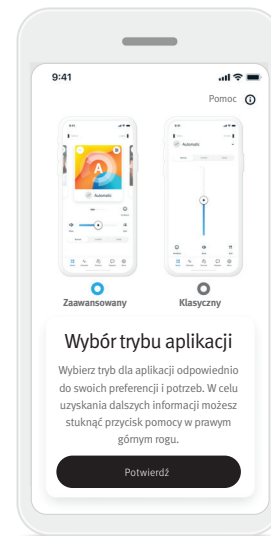 9:41
Pomoc
Automatic
Automatic
Zaawansowany
Klasyczny
Wybór trybu aplikacji
Wybierz tryb dla aplikacji odpowiednio
do swoich preferencji i potrzeb. W celu
uzyskania dalszych informacji możesz
stuknąć przycisk pomocy w prawym
górnym rogu.
Potwierdź